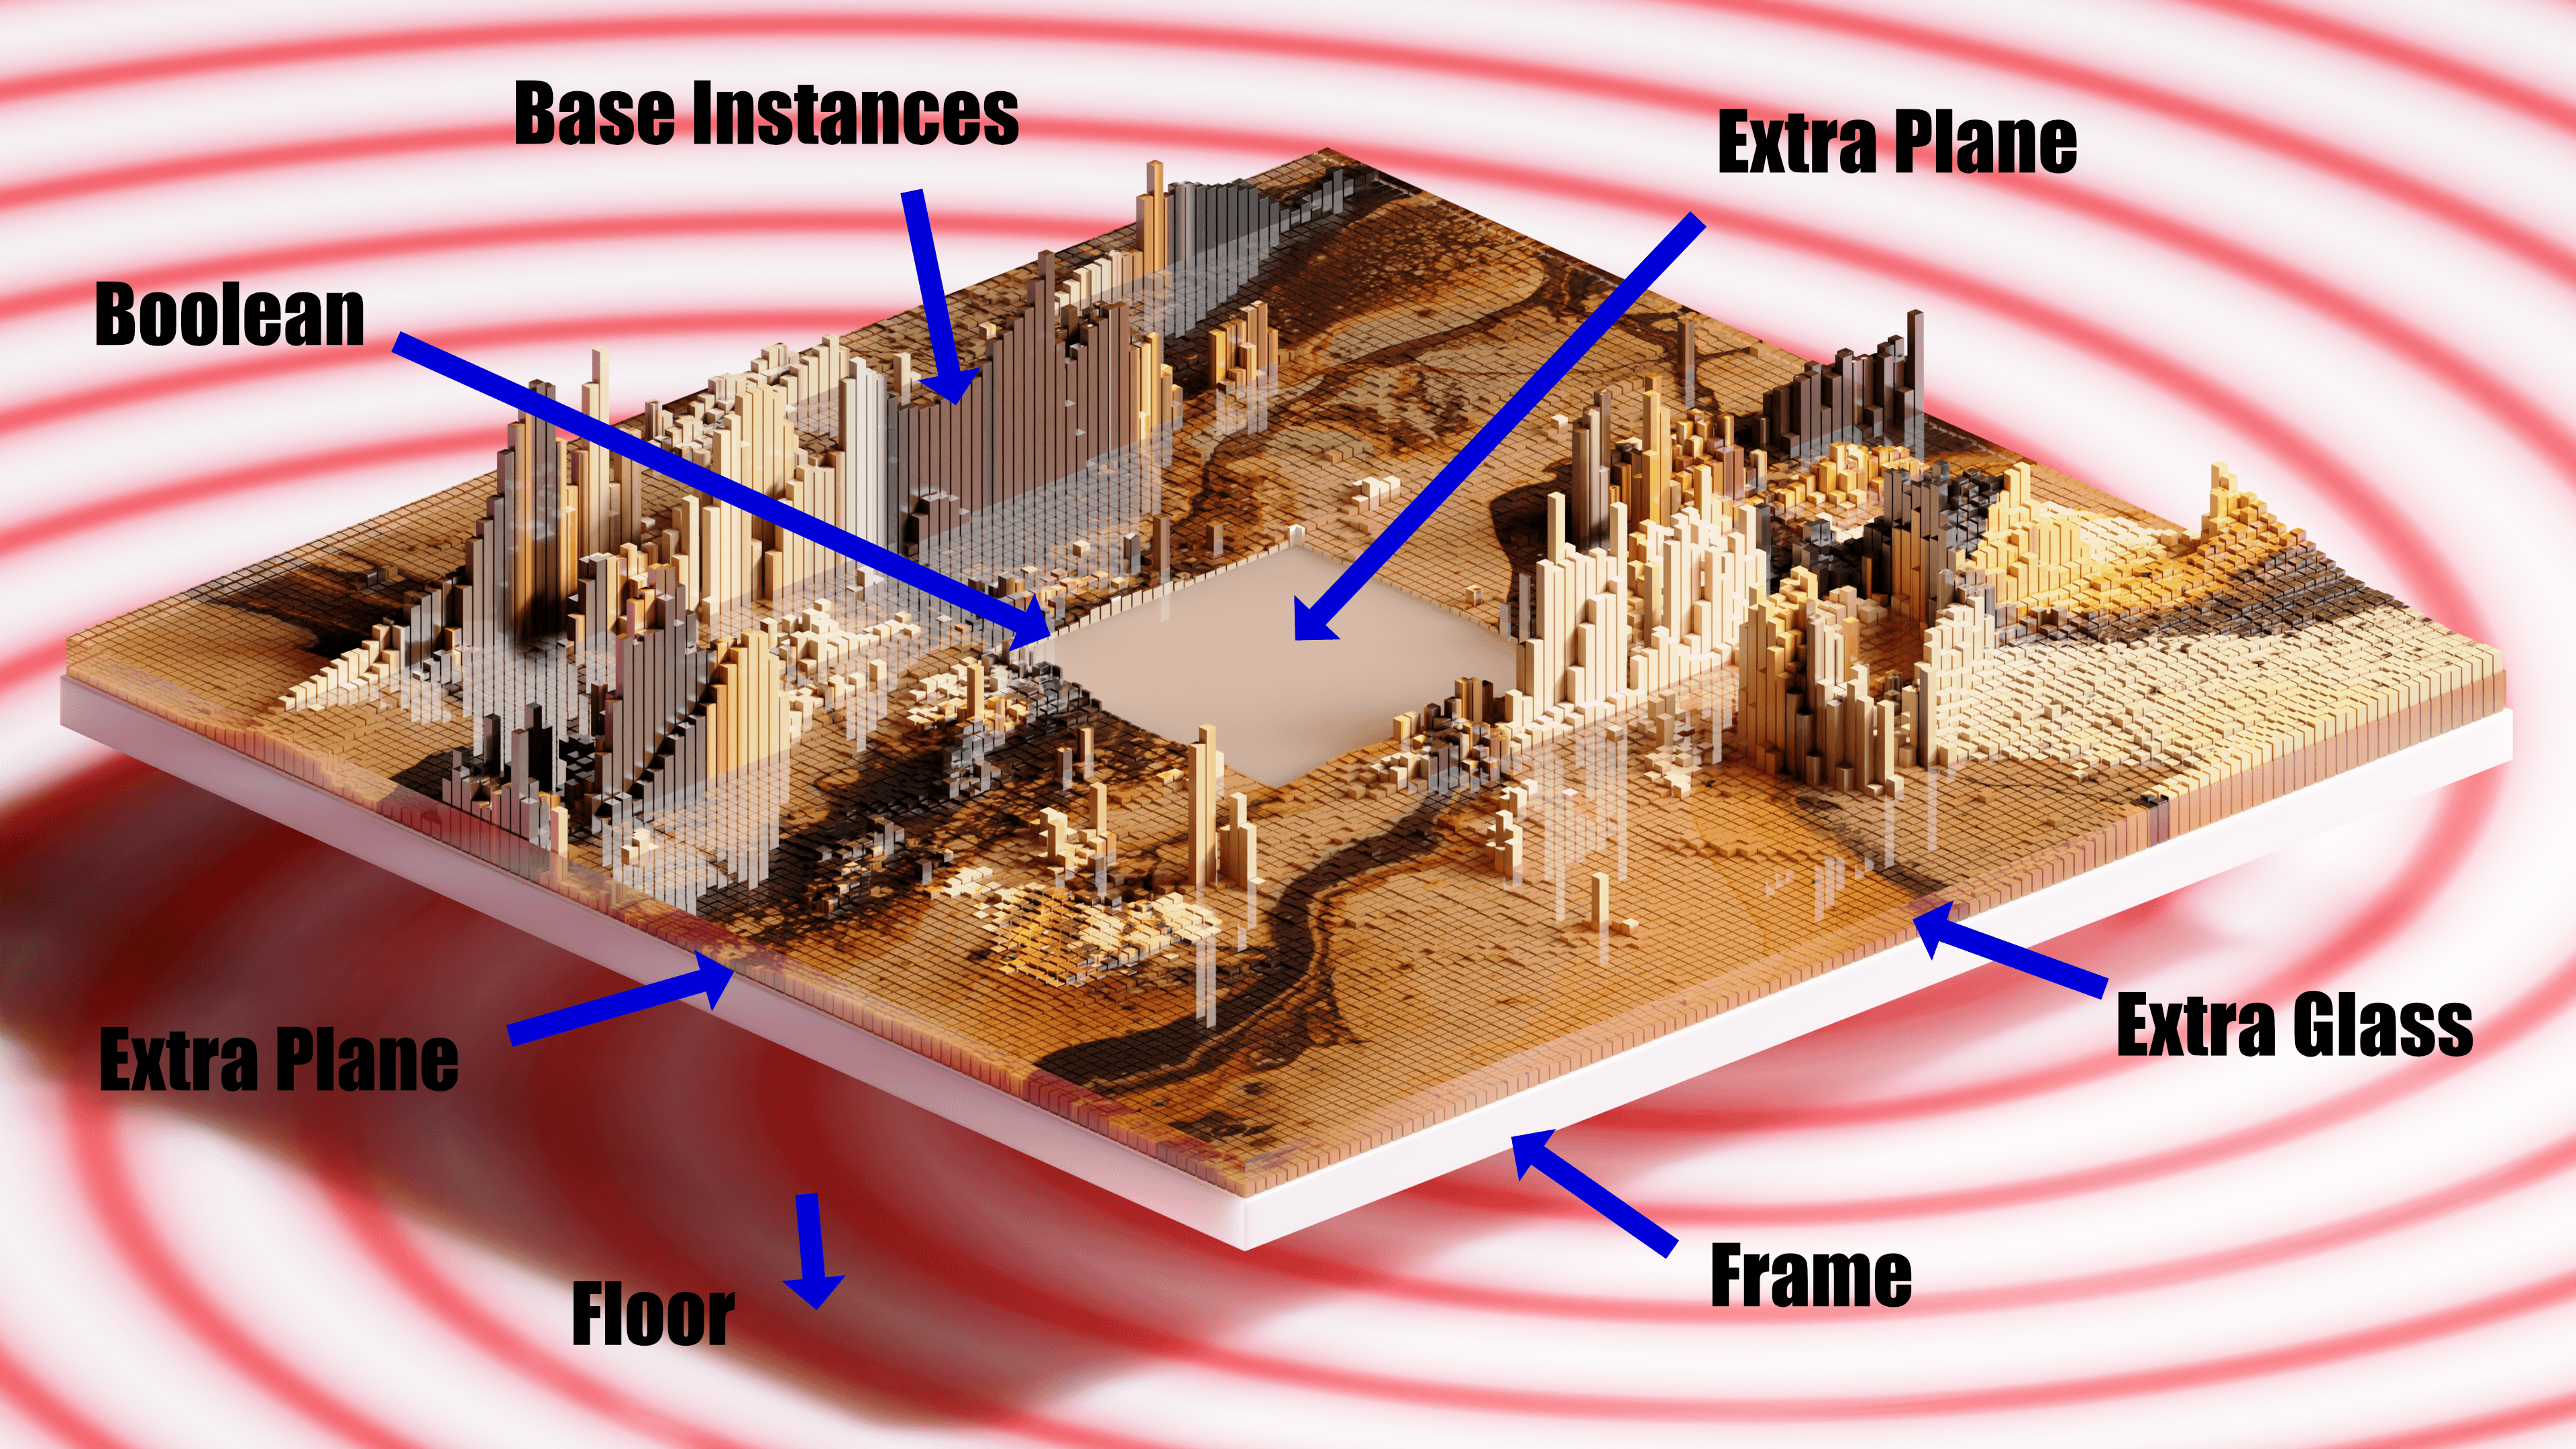 Base Instances
Extra Plane
Boolean
Extra Plane
Extra Glass
Frame
Floor